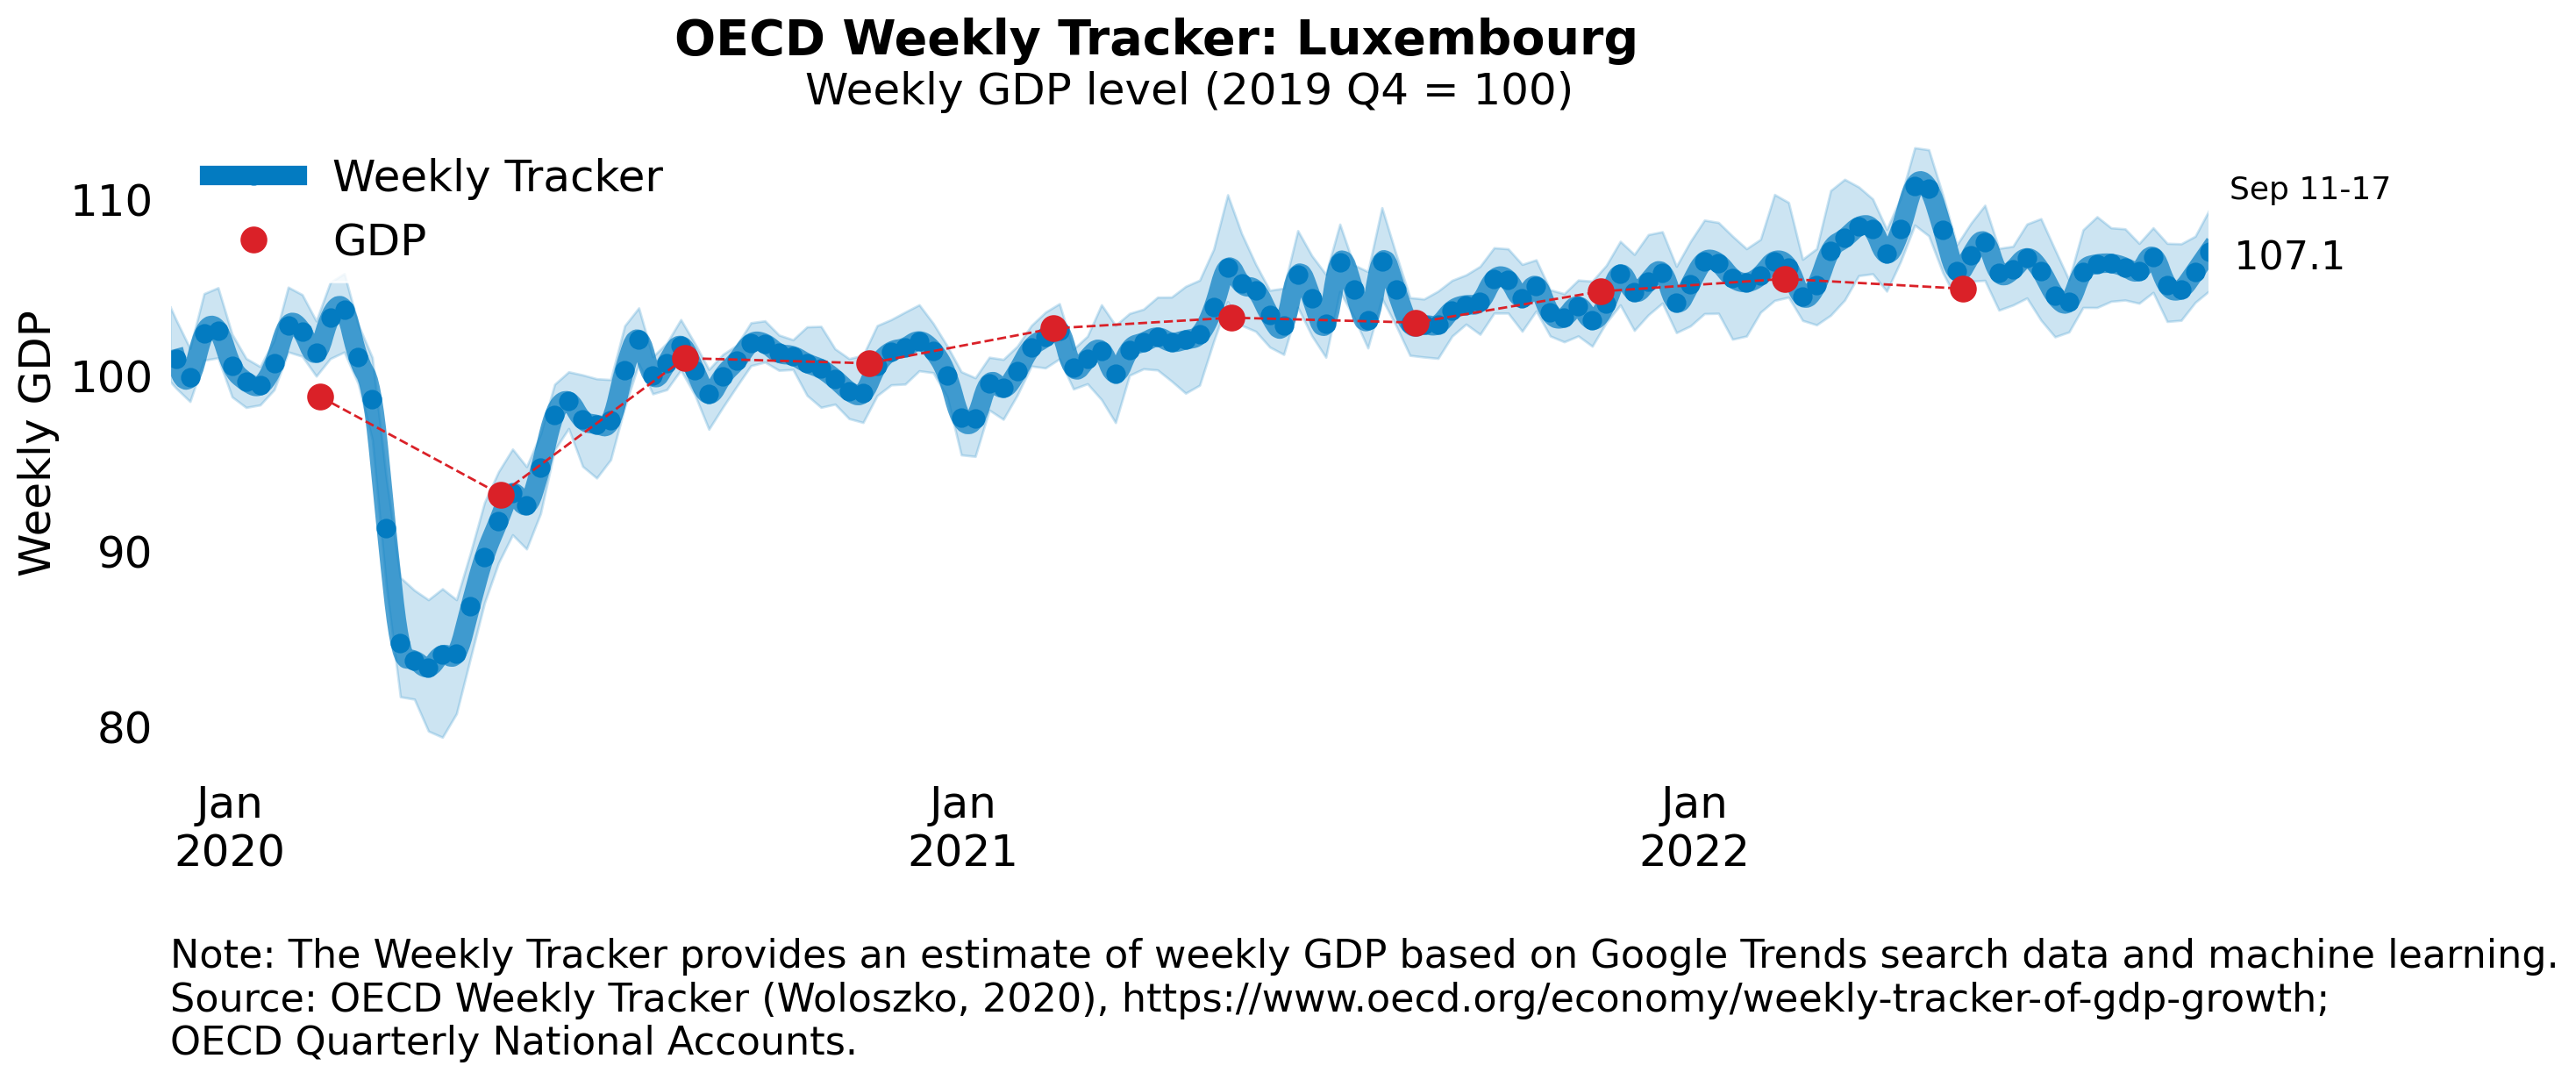 OECD Weekly Tracker: Luxembourg
Weekly GDP level (2019 Q4 = 100)
Weekly Tracker
GDP
Sep 11-17
107.1
Weekly GDP
110
100
90
80
Jan
2020
Jan
2021
Jan
2022
Note: The Weekly Tracker provides an estimate of weekly GDP based on Google Trends search data and machine learning.
Source: OECD Weekly Tracker (Woloszko, 2020), https://www.oecd.org/economy/weekly-tracker-of-gdp-growth;
OECD Quarterly National Accounts.